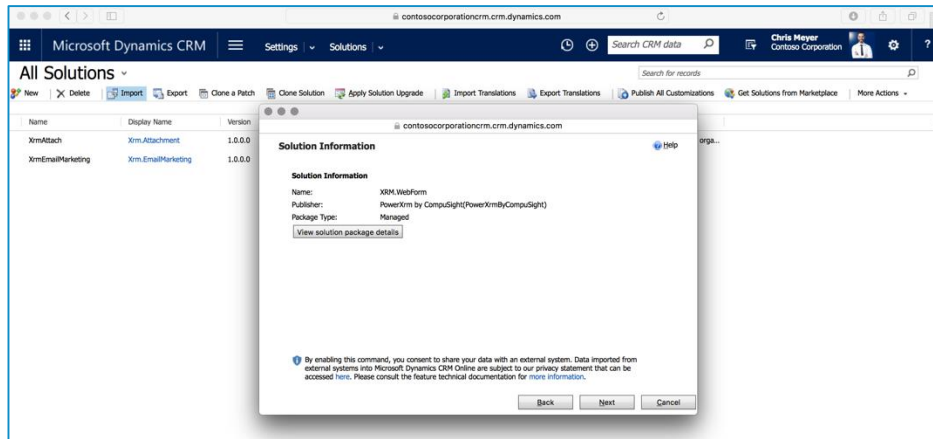 contosocorporationcrm.crm.dynamics.com
Microsoft Dynamics CRM Settings Solutions Search CRM data Chris Meyer
Contoso Corporation ?
All Solutions Search for records
New Delete Import Export Clone a Patch Clone Solution Apply Solution Upgrade Import Translations Export Translations Publish All Customizations Get Solutions from Marketplace More Actions
Name Display Name Version
XrmAttach Xrm.Attachment 1.0.0.0 orga...
XrmEmailMarketing Xrm.EmailMarketing 1.0.0.0
contosocorporationcrm.crm.dynamics.com
Solution Information Help
Solution Information
Name: XRM.WebForm
Publisher: PowerXrm by CompuSight(PowerXrmByCompuSight)
Package Type: Managed
View solution package details
By enabling this command, you consent to share your data with an external system. Data imported from
external systems into Microsoft Dynamics CRM Online are subject to our privacy statement that can be
accessed here. Please consult the feature technical documentation for more information.
Back Next Cancel